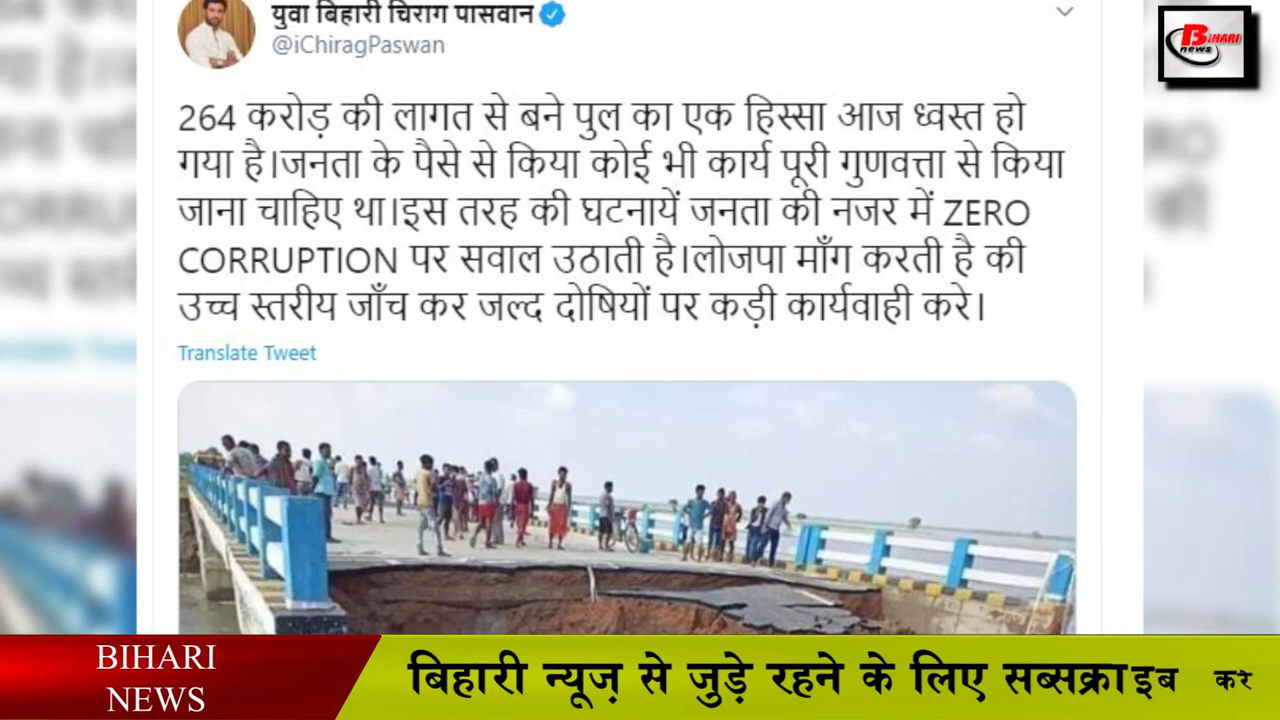 युवा बिहारी चिराग पासवान
@iChiragPaswan
BIHARI
news
264 करोड़ की लागत से बने पुल का एक हिस्सा आज ध्वस्त हो
गया है।जनता के पैसे से किया कोई भी कार्य पूरी गुणवत्ता से किया
जाना चाहिए था।इस तरह की घटनायें जनता की नजर में ZERO
CORRUPTION पर सवाल उठाती है।लोजपा माँग करती है की
उच्च स्तरीय जाँच कर जल्द दोषियों पर कड़ी कार्यवाही करे।
Translate Tweet
BIHARI
NEWS
बिहारी न्यूज़ से जुड़े रहने के लिए सब्सक्राइब करे